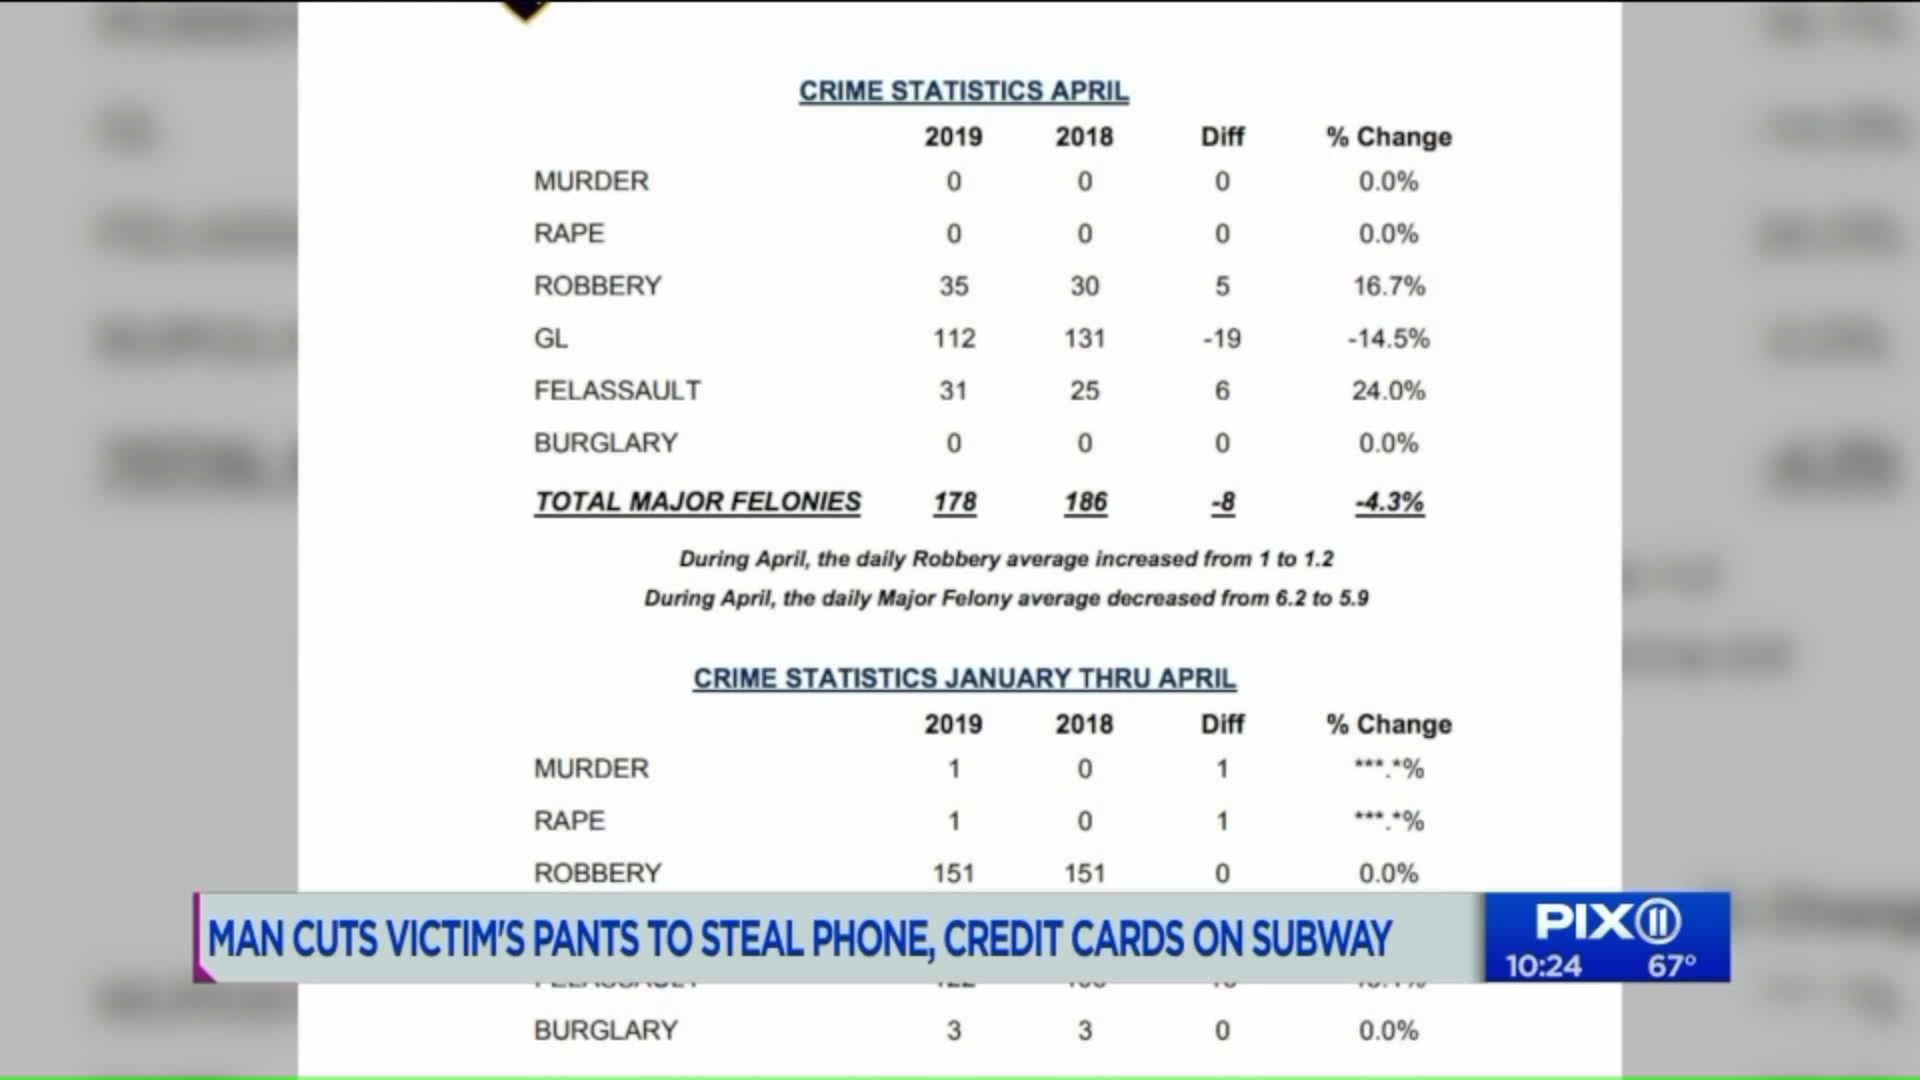 CRIME STATISTICS APRIL
2019 2018 Diff % Change
MURDER 0 0 0 0.0%
RAPE 0 0 0 0.0%
ROBBERY 35 30 5 16.7%
GL 112 131 -19 -14.5%
FELASSAULT 31 25 6 24.0%
BURGLARY 0 0 0 0.0%
TOTAL MAJOR FELONIES 178 186 -8 -4.3%
During April, the daily Robbery average increased from 1 to 1.2
During April, the daily Major Felony average decreased from 6.2 to 5.9
CRIME STATISTICS JANUARY THRU APRIL
2019 2018 Diff % Change
MURDER 1 0 1 ***.*%
RAPE 1 0 1 ***.*%
ROBBERY 151 151 0 0.0%
MAN CUTS VICTIM'S PANTS TO STEAL PHONE, CREDIT CARDS ON SUBWAY
PIX11
10:24 67°
BURGLARY 3 3 0 0.0%